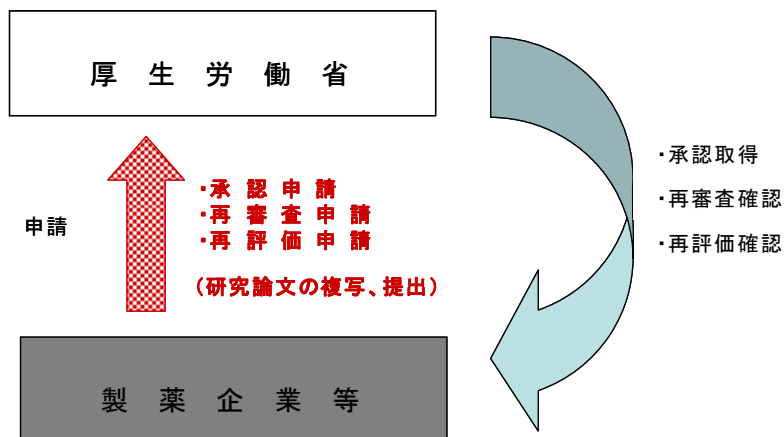 厚生労働省
申請
・承認申請
・再審査申請
・再評価申請
（研究論文の複写、提出）
・承認取得
・再審査確認
・再評価確認
製薬企業等